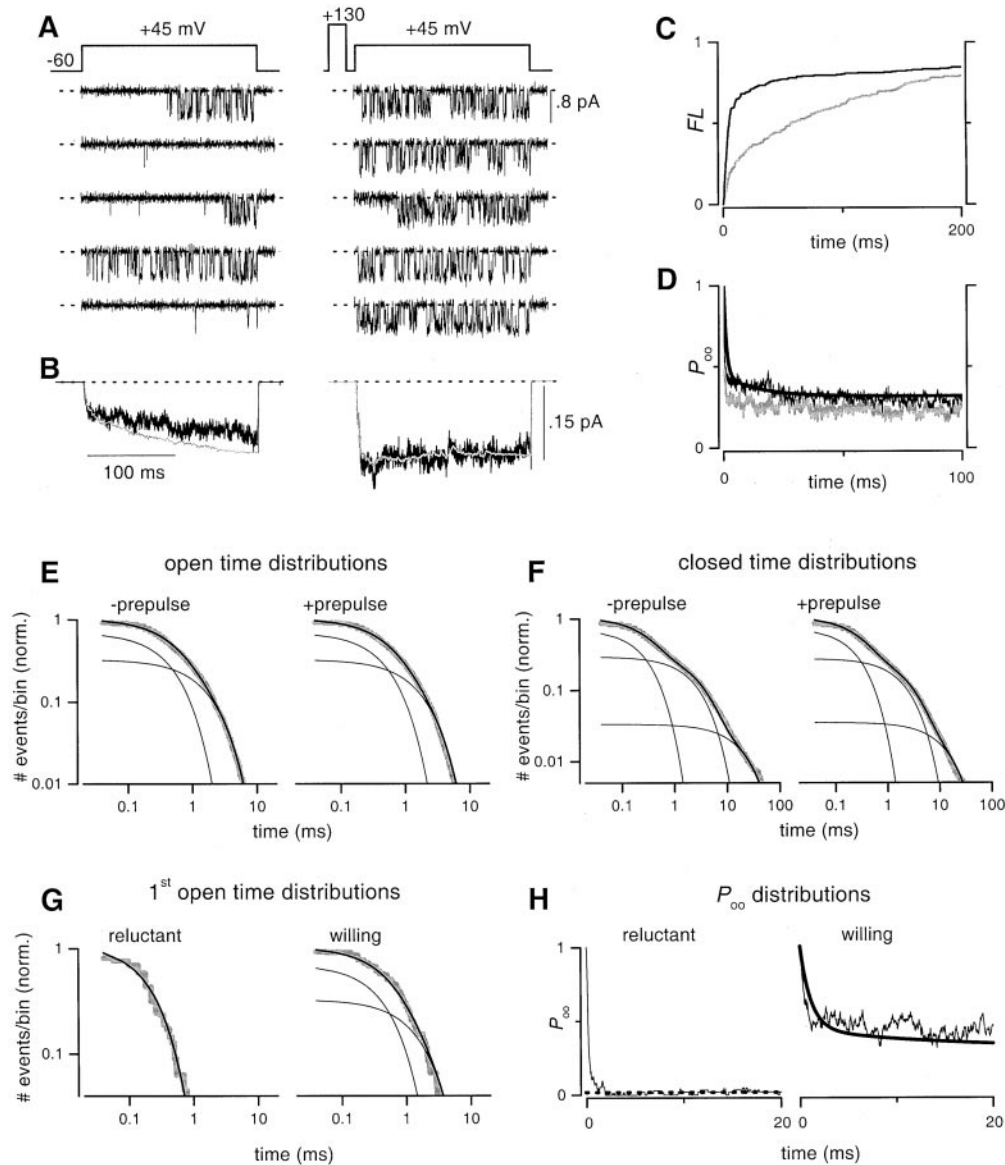 A
+45 mV
-60
+130
+45 mV
.8 pA
B
100 ms
.15 pA
C
1
FL
0
0
200
time (ms)
D
1
Poo
0
0
100
time (ms)
E
open time distributions
-prepulse
+prepulse
# events/bin (norm.)
1
0.1
0.01
0.1
1
10
0.1
1
10
time (ms)
F
closed time distributions
-prepulse
+prepulse
# events/bin (norm.)
1
0.1
0.01
0.1
1
10
100
0.1
1
10
100
time (ms)
G
1st open time distributions
reluctant
willing
# events/bin (norm.)
1
0.1
0.1
1
10
0.1
1
10
time (ms)
H
Poo distributions
reluctant
willing
1
Poo
0
0
20
0
20
time (ms)